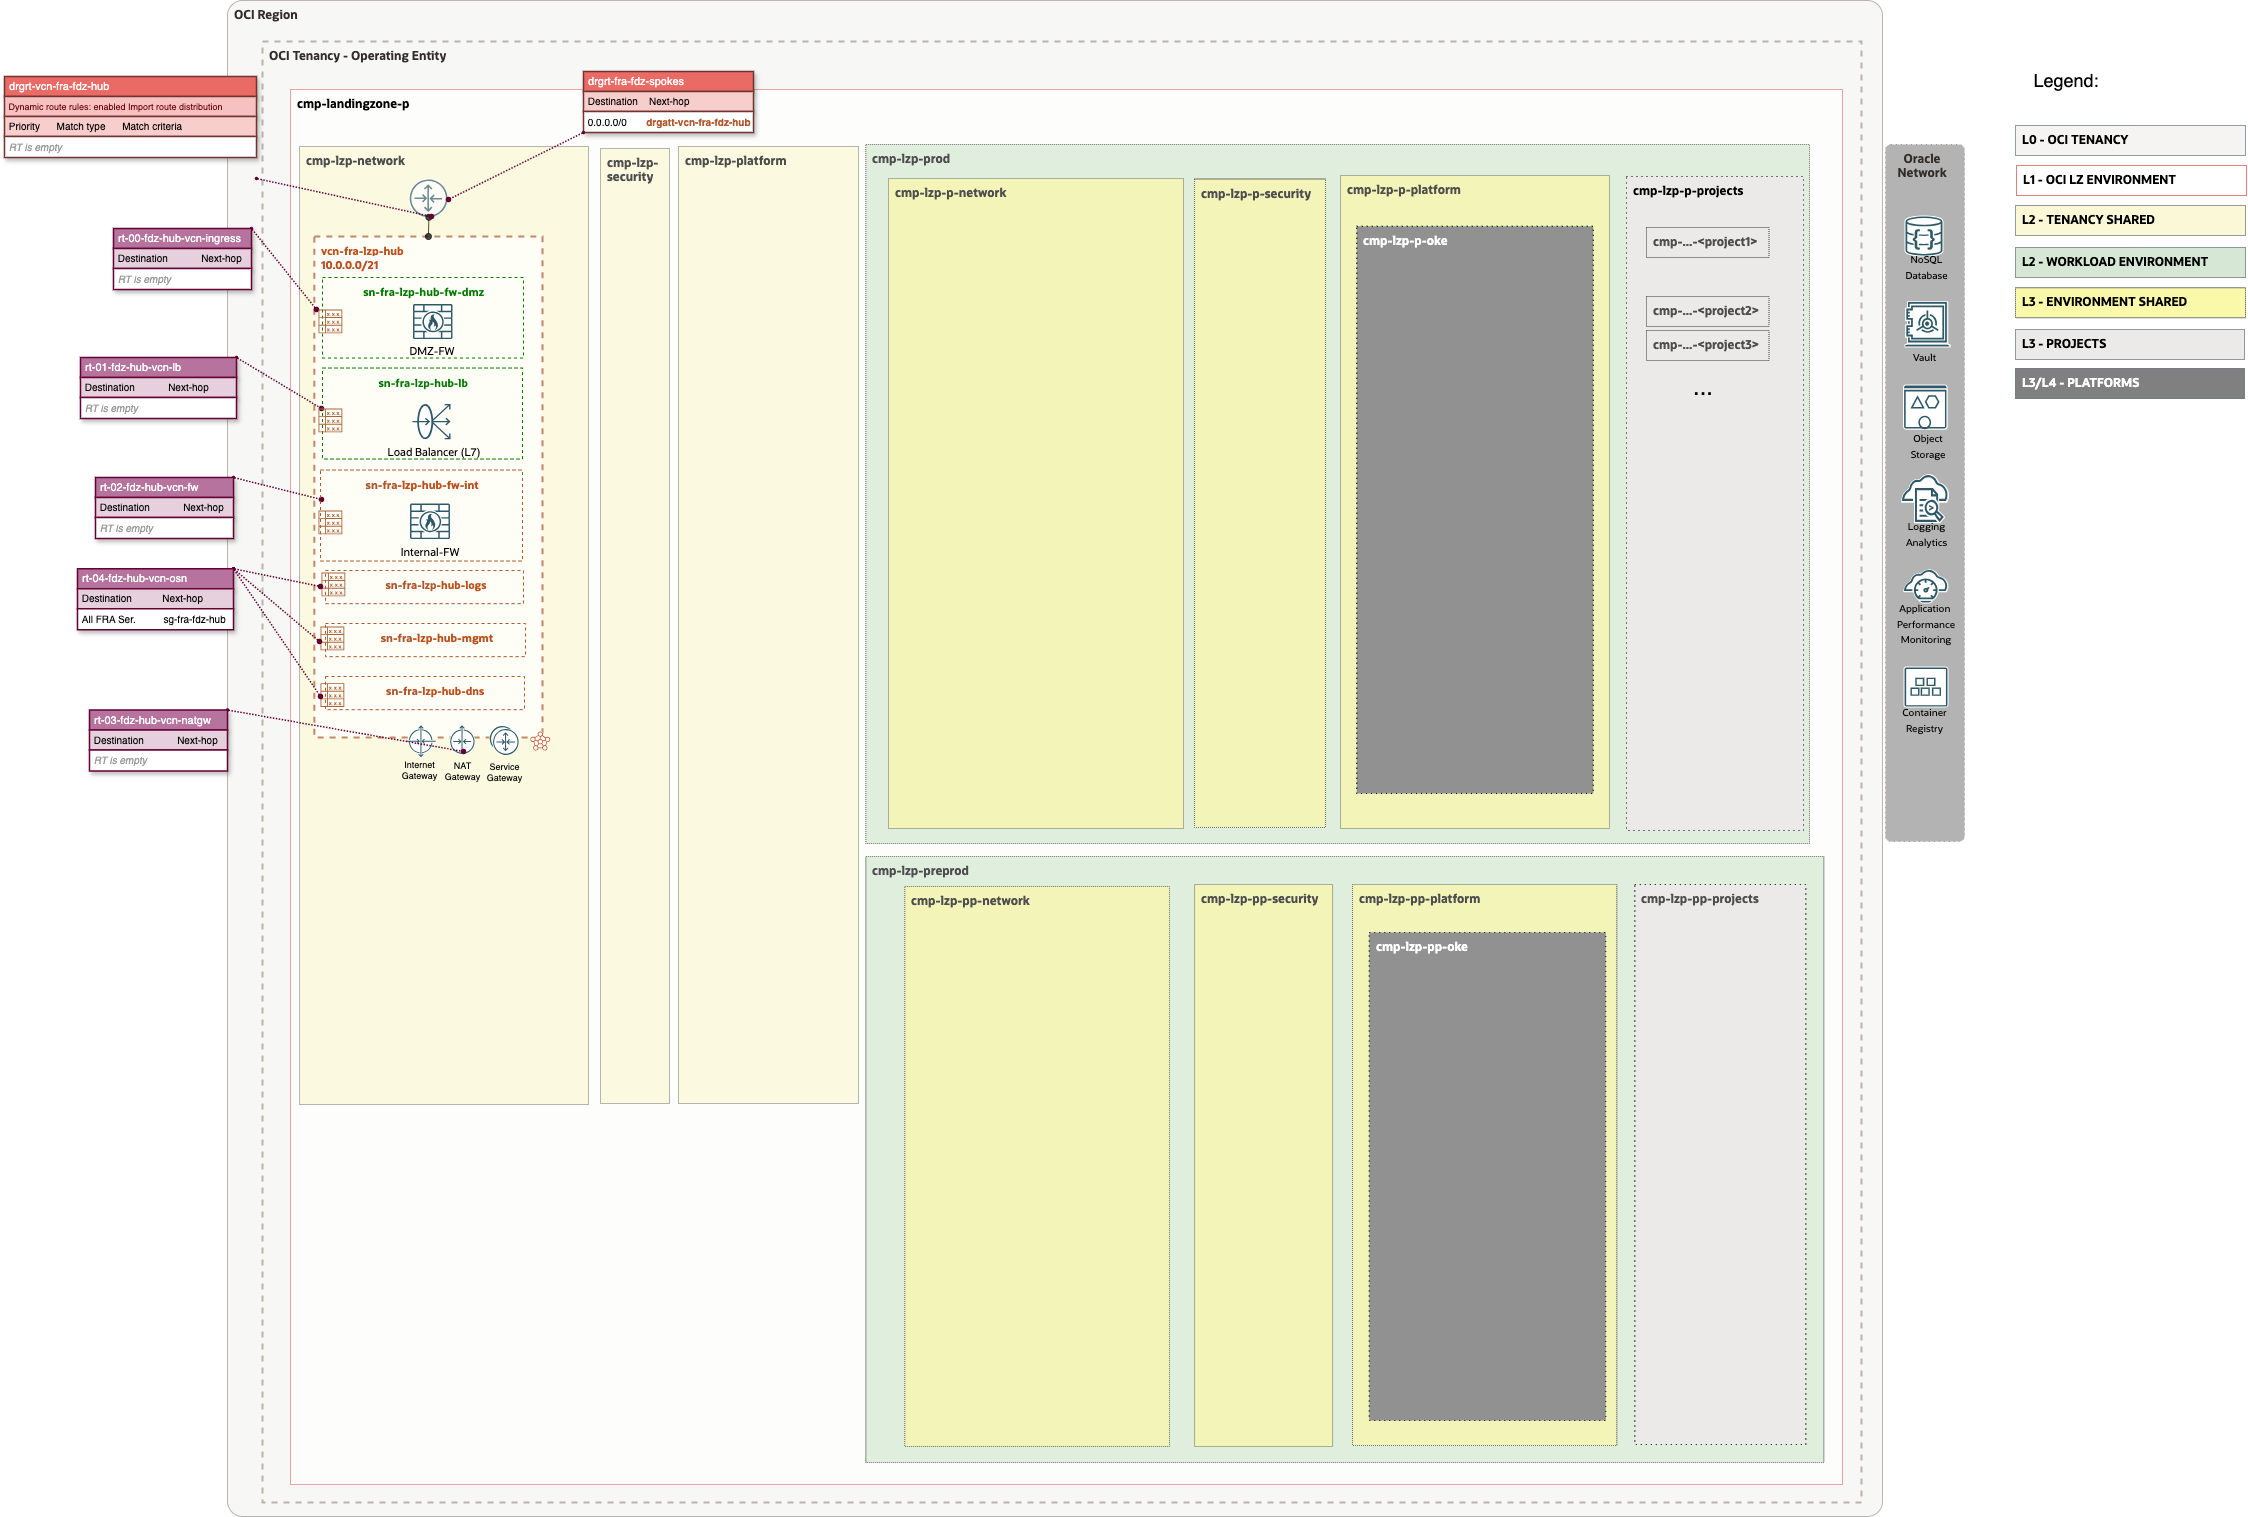 OCI Region
OCI Tenancy - Operating Entity
cmp-landingzone-p
drgrt-vcn-fra-fdz-hub
Dynamic route rules: enabled Import route distribution
Priority Match type Match criteria
RT is empty
drgrt-fra-fdz-spokes
Destination Next-hop
0.0.0.0/0 drgatt-vcn-fra-fdz-hub
cmp-lzp-network
cmp-lzp-
security
cmp-lzp-platform
rt-00-fdz-hub-vcn-ingress
Destination Next-hop
RT is empty
rt-01-fdz-hub-vcn-lb
Destination Next-hop
RT is empty
rt-02-fdz-hub-vcn-fw
Destination Next-hop
RT is empty
rt-04-fdz-hub-vcn-osn
Destination Next-hop
All FRA Ser. sg-fra-fdz-hub
rt-03-fdz-hub-vcn-natgw
Destination Next-hop
RT is empty
vcn-fra-lzp-hub
10.0.0.0/21
sn-fra-lzp-hub-fw-dmz
DMZ-FW
sn-fra-lzp-hub-lb
Load Balancer (L7)
sn-fra-lzp-hub-fw-int
Internal-FW
sn-fra-lzp-hub-logs
sn-fra-lzp-hub-mgmt
sn-fra-lzp-hub-dns
Internet
Gateway
NAT
Gateway
Service
Gateway
cmp-lzp-prod
cmp-lzp-p-network
cmp-lzp-p-security
cmp-lzp-p-platform
cmp-lzp-p-oke
cmp-lzp-p-projects
cmp-...-<project1>
cmp-...-<project2>
cmp-...-<project3>
...
cmp-lzp-preprod
cmp-lzp-pp-network
cmp-lzp-pp-security
cmp-lzp-pp-platform
cmp-lzp-pp-oke
cmp-lzp-pp-projects
Oracle
Network
NoSQL
Database
Vault
Object
Storage
Logging
Analytics
Application
Performance
Monitoring
Container
Registry
Legend:
L0 - OCI TENANCY
L1 - OCI LZ ENVIRONMENT
L2 - TENANCY SHARED
L2 - WORKLOAD ENVIRONMENT
L3 - ENVIRONMENT SHARED
L3 - PROJECTS
L3/L4 - PLATFORMS